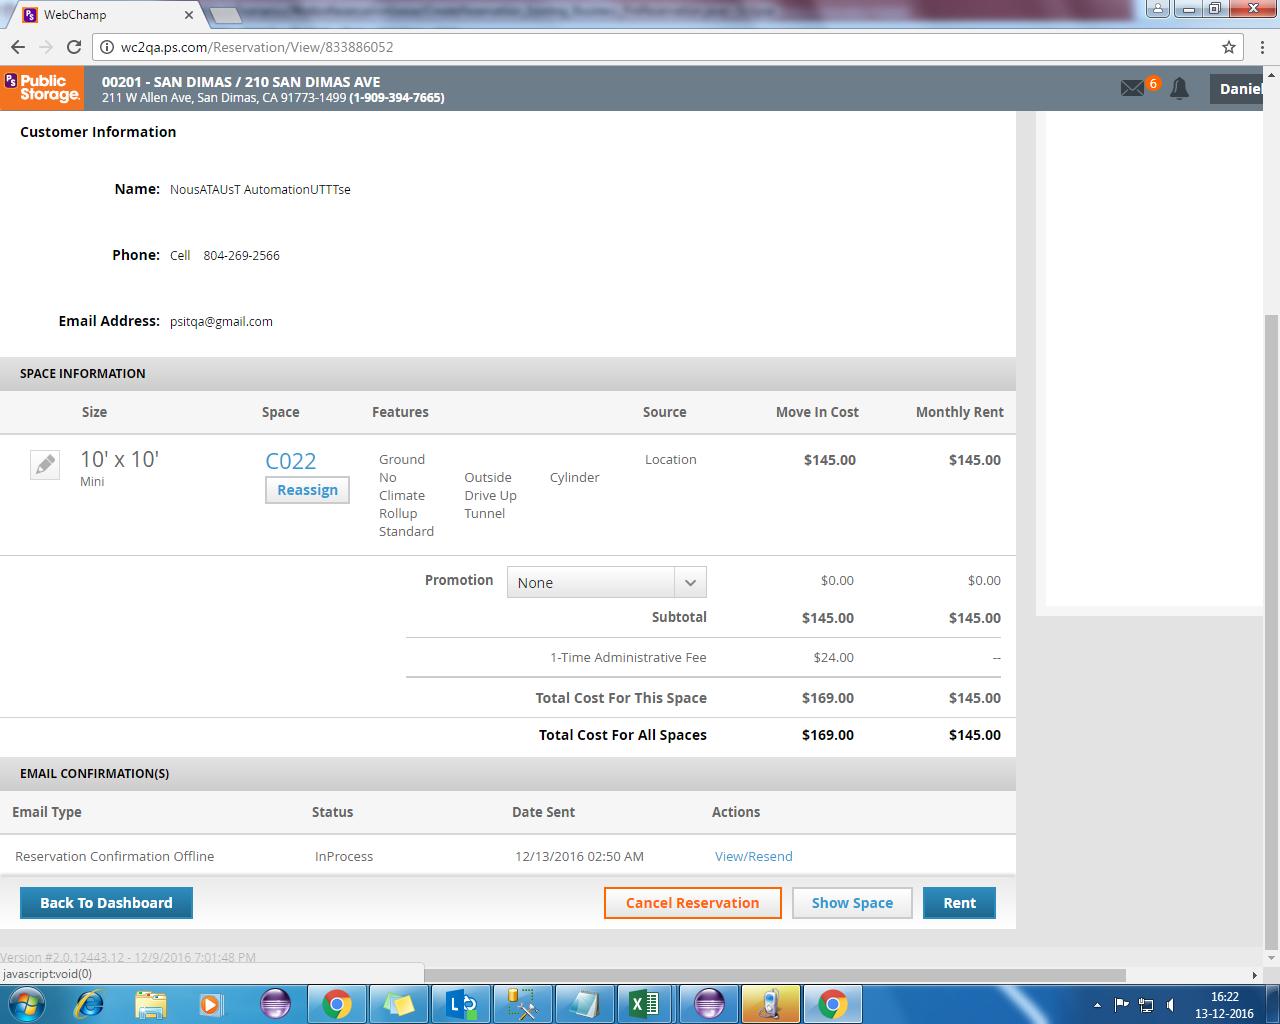 WebChamp
wc2qa.ps.com/Reservation/View/833886052
PS Public Storage.
00201 - SAN DIMAS / 210 SAN DIMAS AVE
211 W Allen Ave, San Dimas, CA 91773-1499 (1-909-394-7665)
6
Daniel
Customer Information
Name: NousATAUsT AutomationUTTTse
Phone: Cell 804-269-2566
Email Address: psitqa@gmail.com
SPACE INFORMATION
Size Space Features Source Move In Cost Monthly Rent
10' x 10' C022 Ground Location $145.00 $145.00
Mini Reassign No Outside Cylinder
Climate Drive Up
Rollup Tunnel
Standard
Promotion None $0.00 $0.00
Subtotal $145.00 $145.00
1-Time Administrative Fee $24.00 --
Total Cost For This Space $169.00 $145.00
Total Cost For All Spaces $169.00 $145.00
EMAIL CONFIRMATION(S)
Email Type Status Date Sent Actions
Reservation Confirmation Offline InProcess 12/13/2016 02:50 AM View/Resend
Back To Dashboard Cancel Reservation Show Space Rent
Version #2.0.12443.12 - 12/9/2016 7:01:48 PM
javascript:void(0)
16:22
13-12-2016